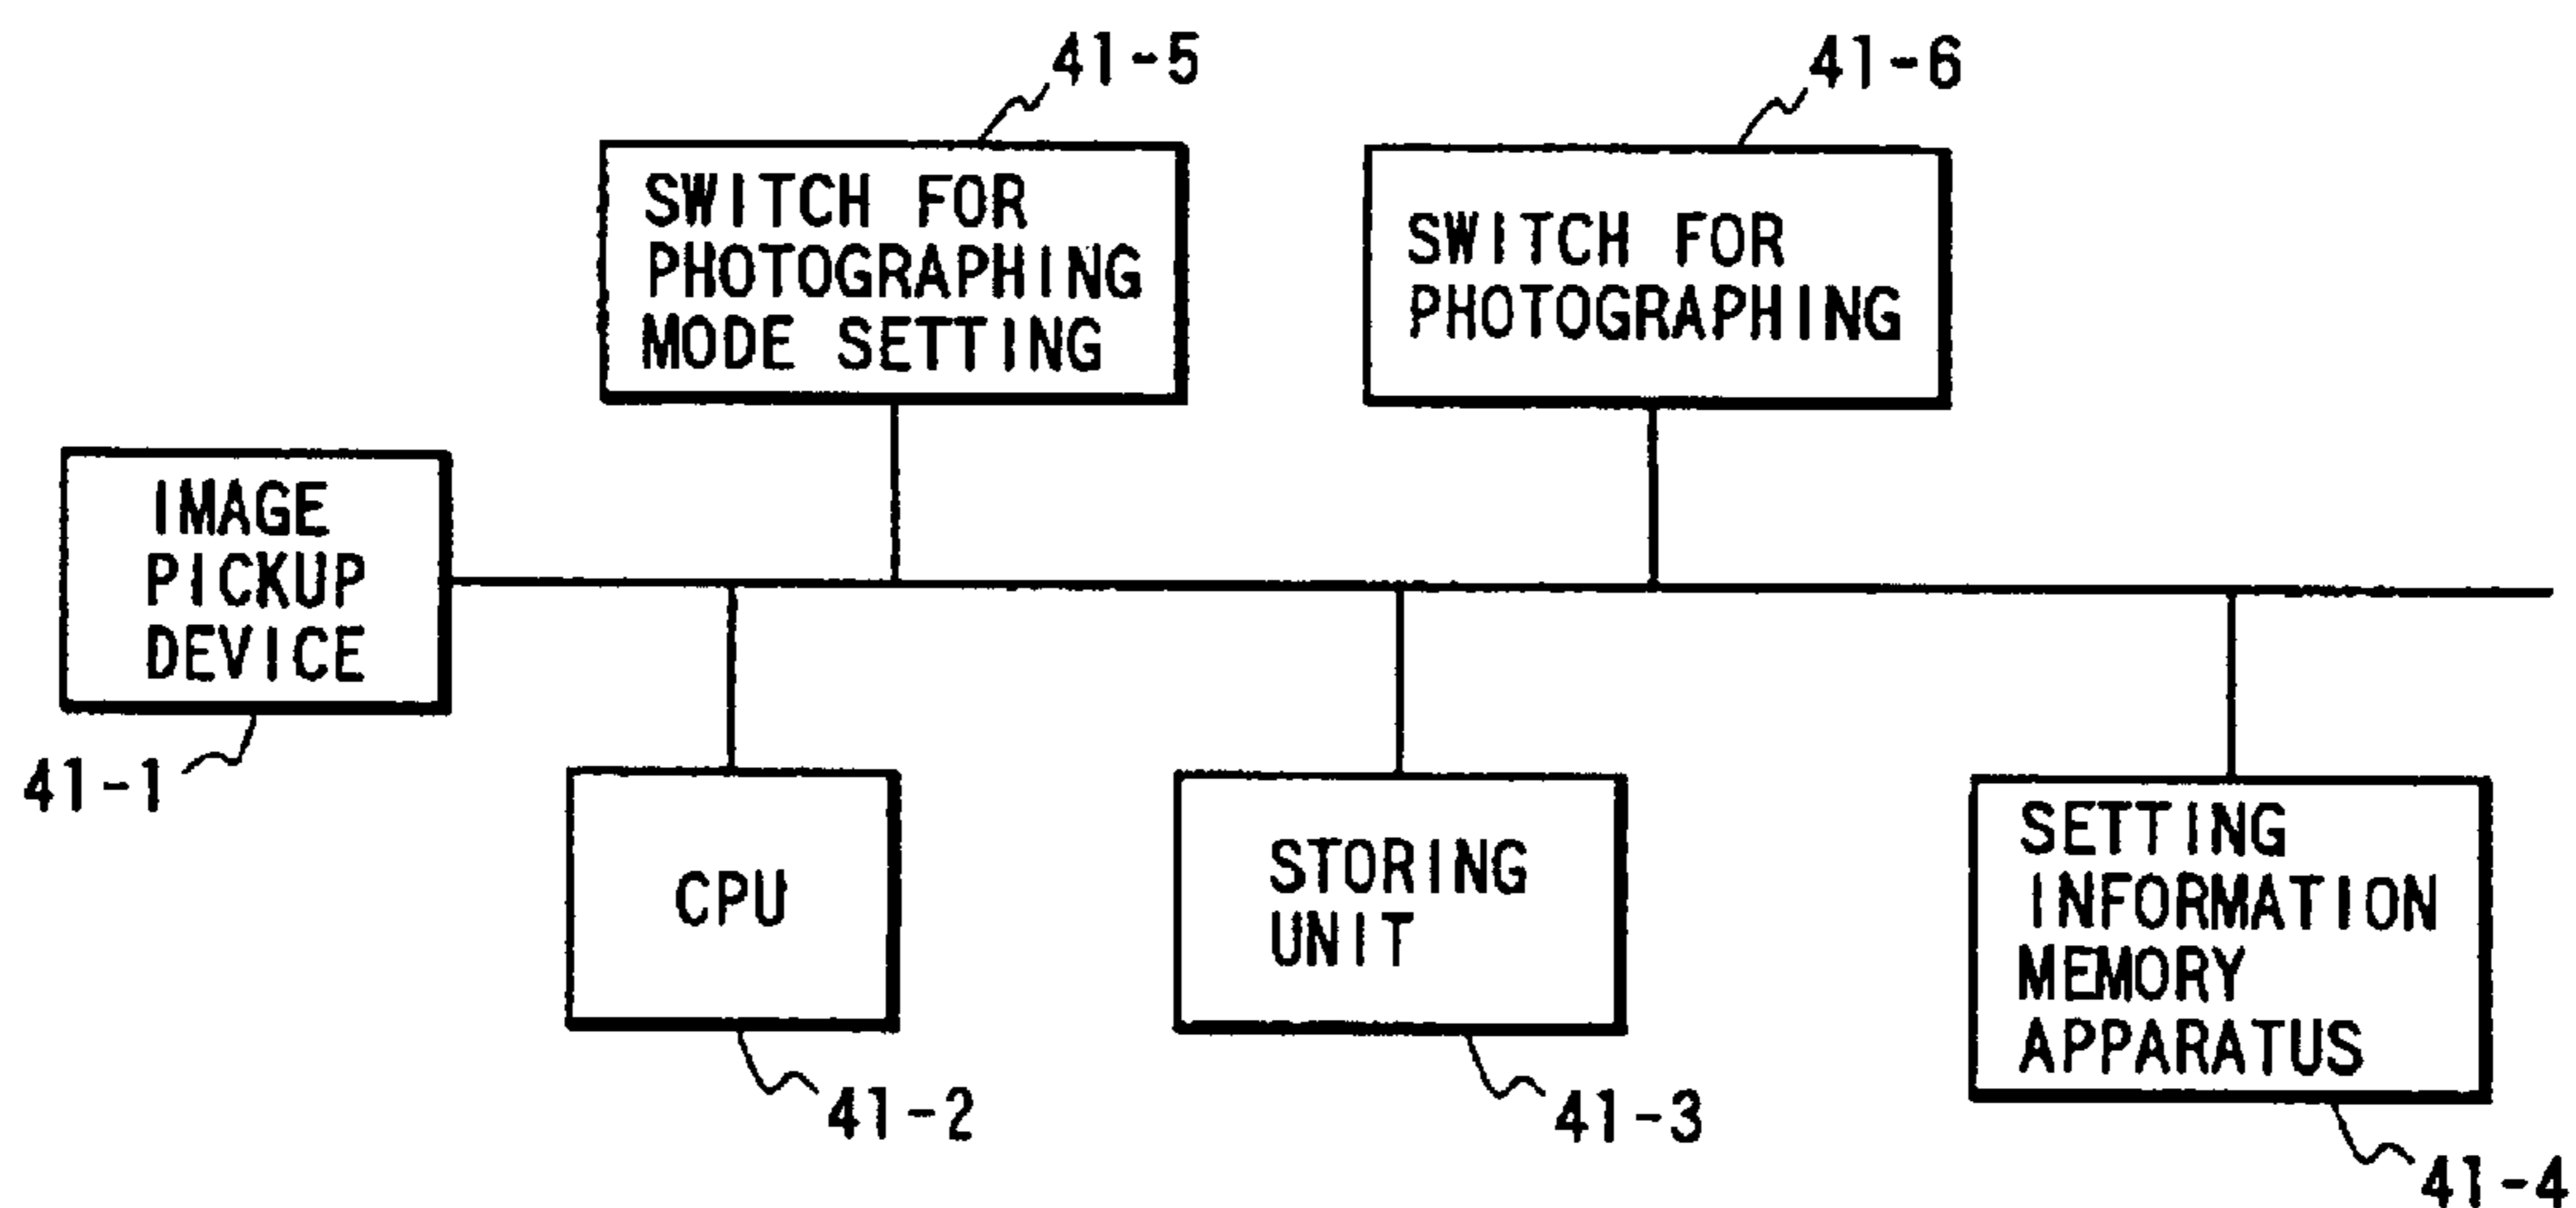 41-5
SWITCH FOR
PHOTOGRAPHING
MODE SETTING
41-6
SWITCH FOR
PHOTOGRAPHING
IMAGE
PICKUP
DEVICE
41-1
CPU
41-2
STORING
UNIT
41-3
SETTING
INFORMATION
MEMORY
APPARATUS
41-4